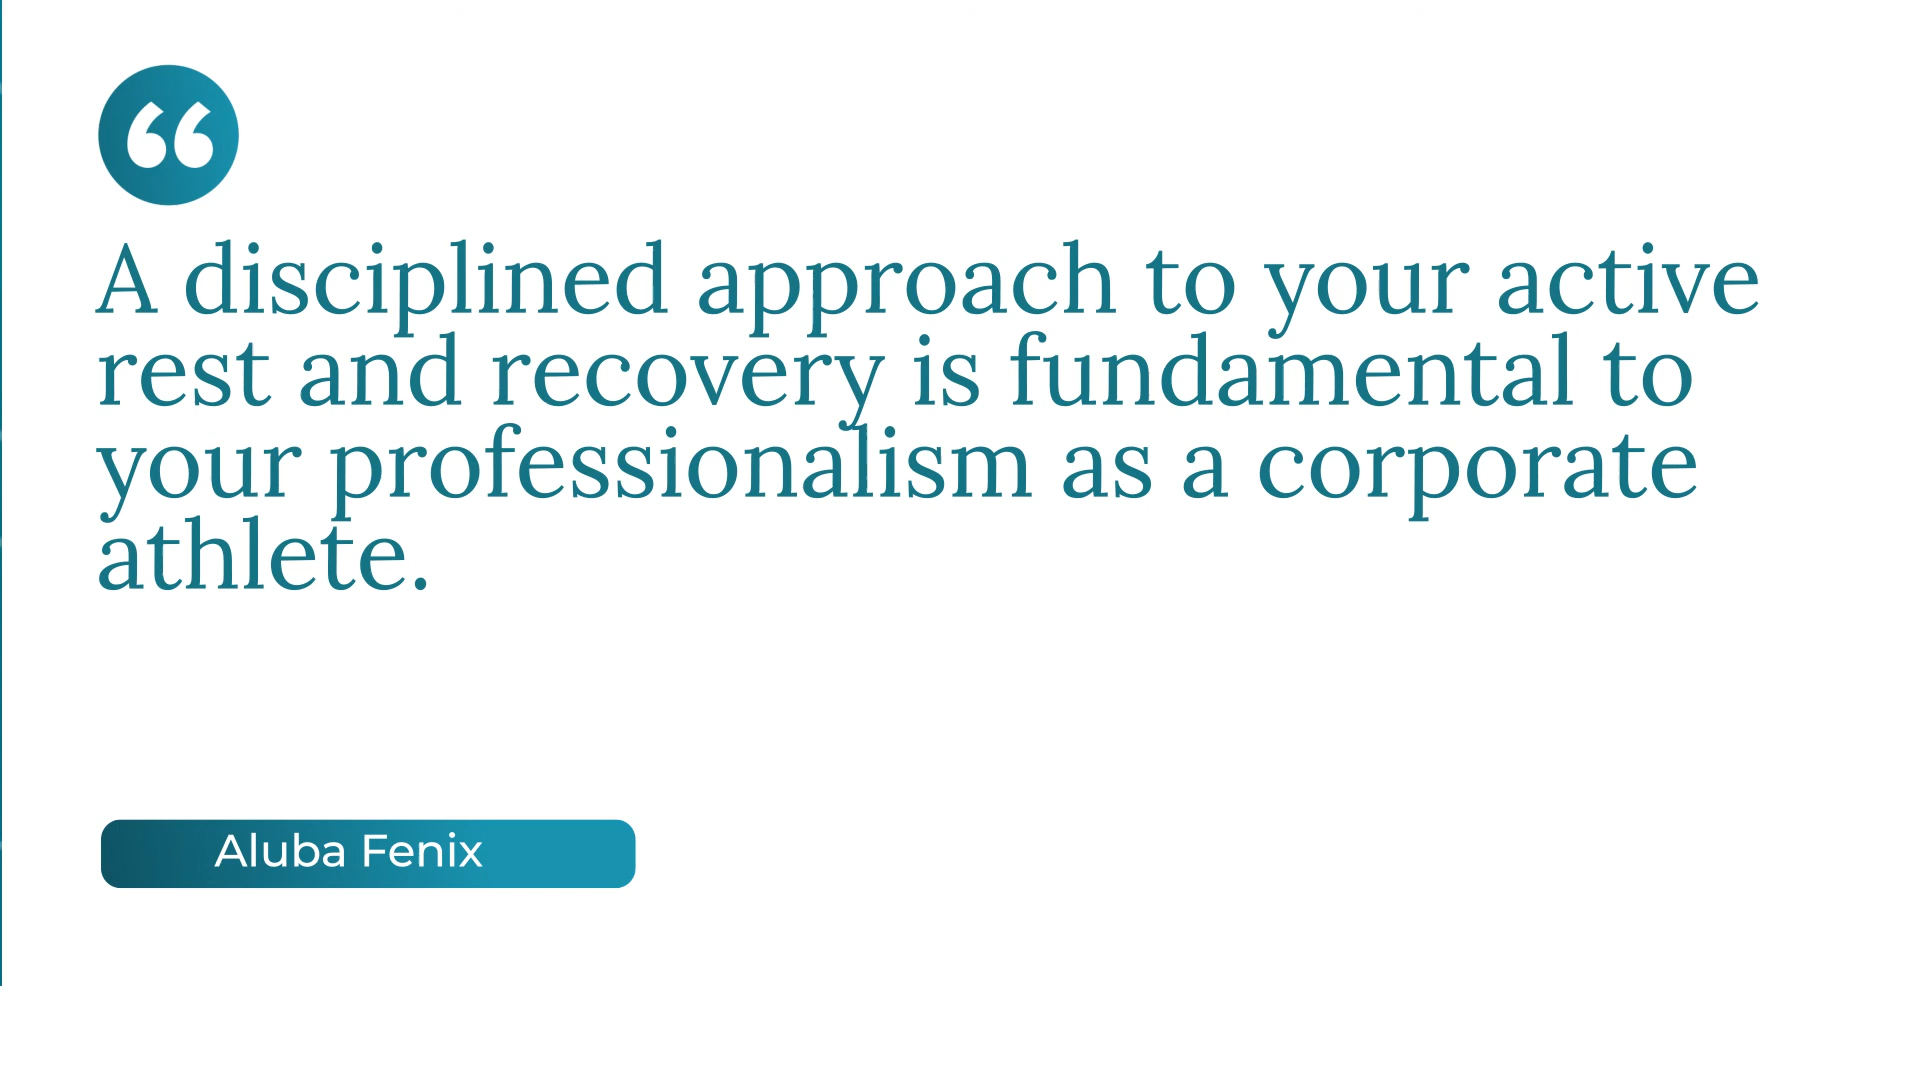 “
A disciplined approach to your active
rest and recovery is fundamental to
your professionalism as a corporate
athlete.
Aluba Fenix